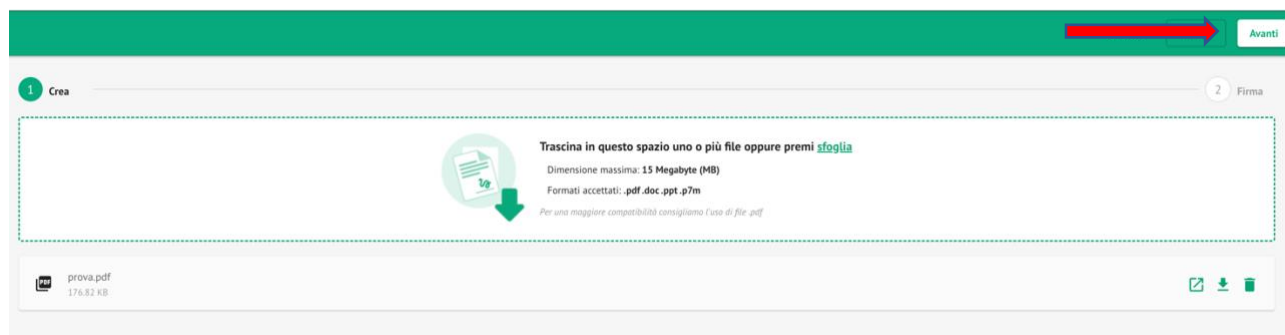 Avanti
1 Crea
2 Firma
Trascina in questo spazio uno o più file oppure premi sfoglia
Dimensione massima: 15 Megabyte (MB)
Formati accettati: .pdf .doc .ppt .p7m
Per una maggiore compatibilità consigliamo l'uso di file .pdf
PDF
prova.pdf
176.82 KB